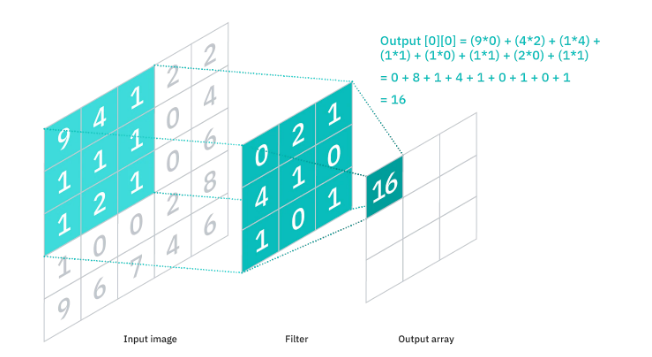 Output [0][0] = (9*0) + (4*2) + (1*4) +
(1*1) + (1*0) + (1*1) + (2*0) + (1*1)
= 0 + 8 + 1 + 4 + 1 + 0 + 1 + 0 + 1
= 16
9 4 1 2 2
1 1 1 0 4
1 2 1 0 6
1 0 0 2 8
9 6 7 4 6
0 2 1
4 1 0
1 0 1
16
Input image
Filter
Output array